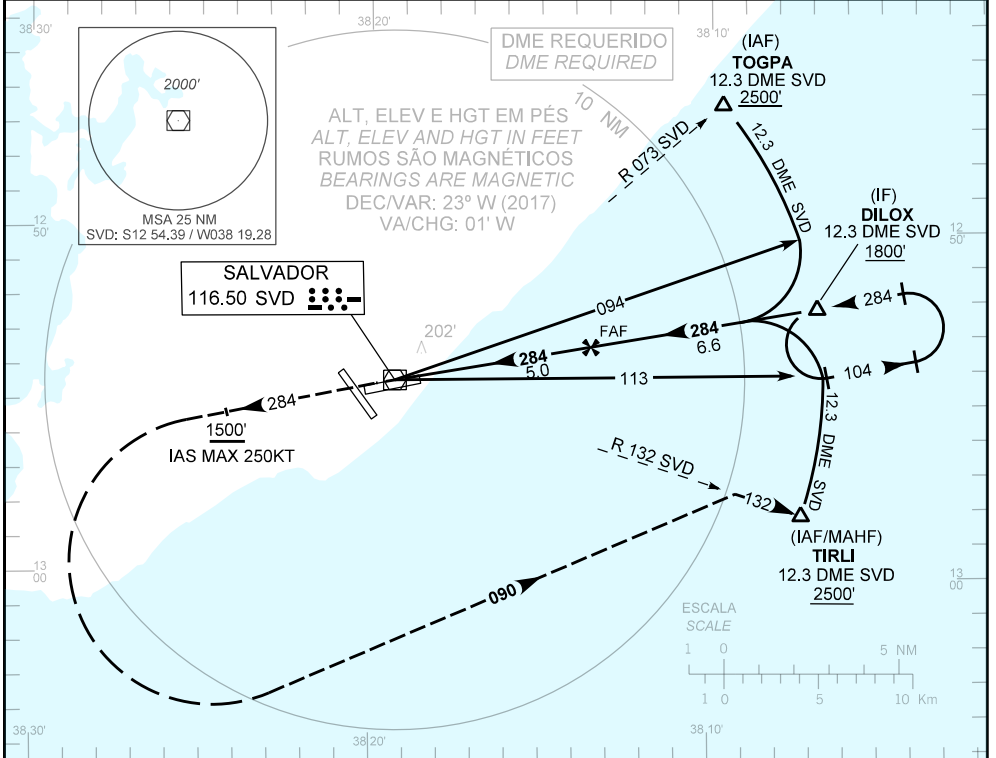 38 30'
38 20'
38 10'
2000'
MSA 25 NM
SVD: S12 54.39 / W038 19.28
DME REQUERIDO
DME REQUIRED
10 NM
ALT, ELEV E HGT EM PÉS
ALT, ELEV AND HGT IN FEET
RUMOS SÃO MAGNÉTICOS
BEARINGS ARE MAGNETIC
DEC/VAR: 23º W (2017)
VA/CHG: 01' W
(IAF)
TOGPA
12.3 DME SVD
2500'
R 073 SVD
12.3 DME SVD
(IF)
DILOX
12.3 DME SVD
1800'
12
50'
12
50'
SALVADOR
116.50 SVD
202'
094
FAF
284
6.6
284
5.0
113
284
104
284
1500'
IAS MAX 250KT
12.3 DME SVD
R 132 SVD
132
(IAF/MAHF)
TIRLI
12.3 DME SVD
2500'
090
13
00
13
00
ESCALA
SCALE
1 0 5 NM
1 0 5 10 Km
38 30'
38 20'
38 10'